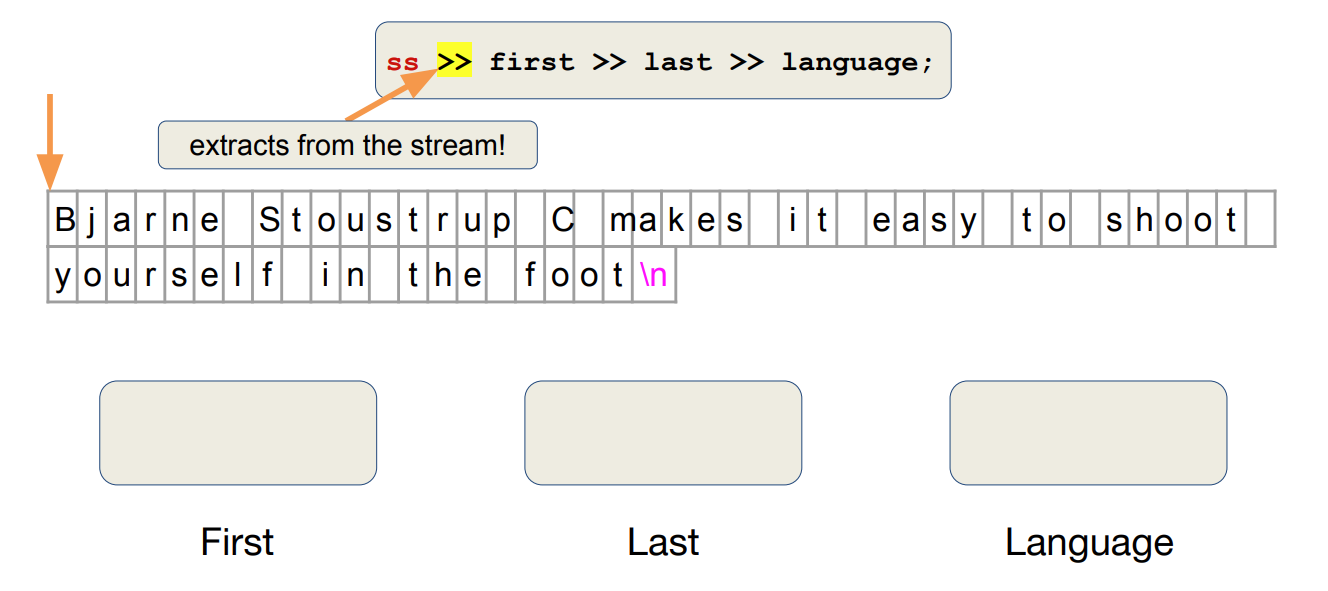 ss >> first >> last >> language;
extracts from the stream!
Bjarne Stoustrup C makes it easy to shoot
yourself in the foot\n
First
Last
Language